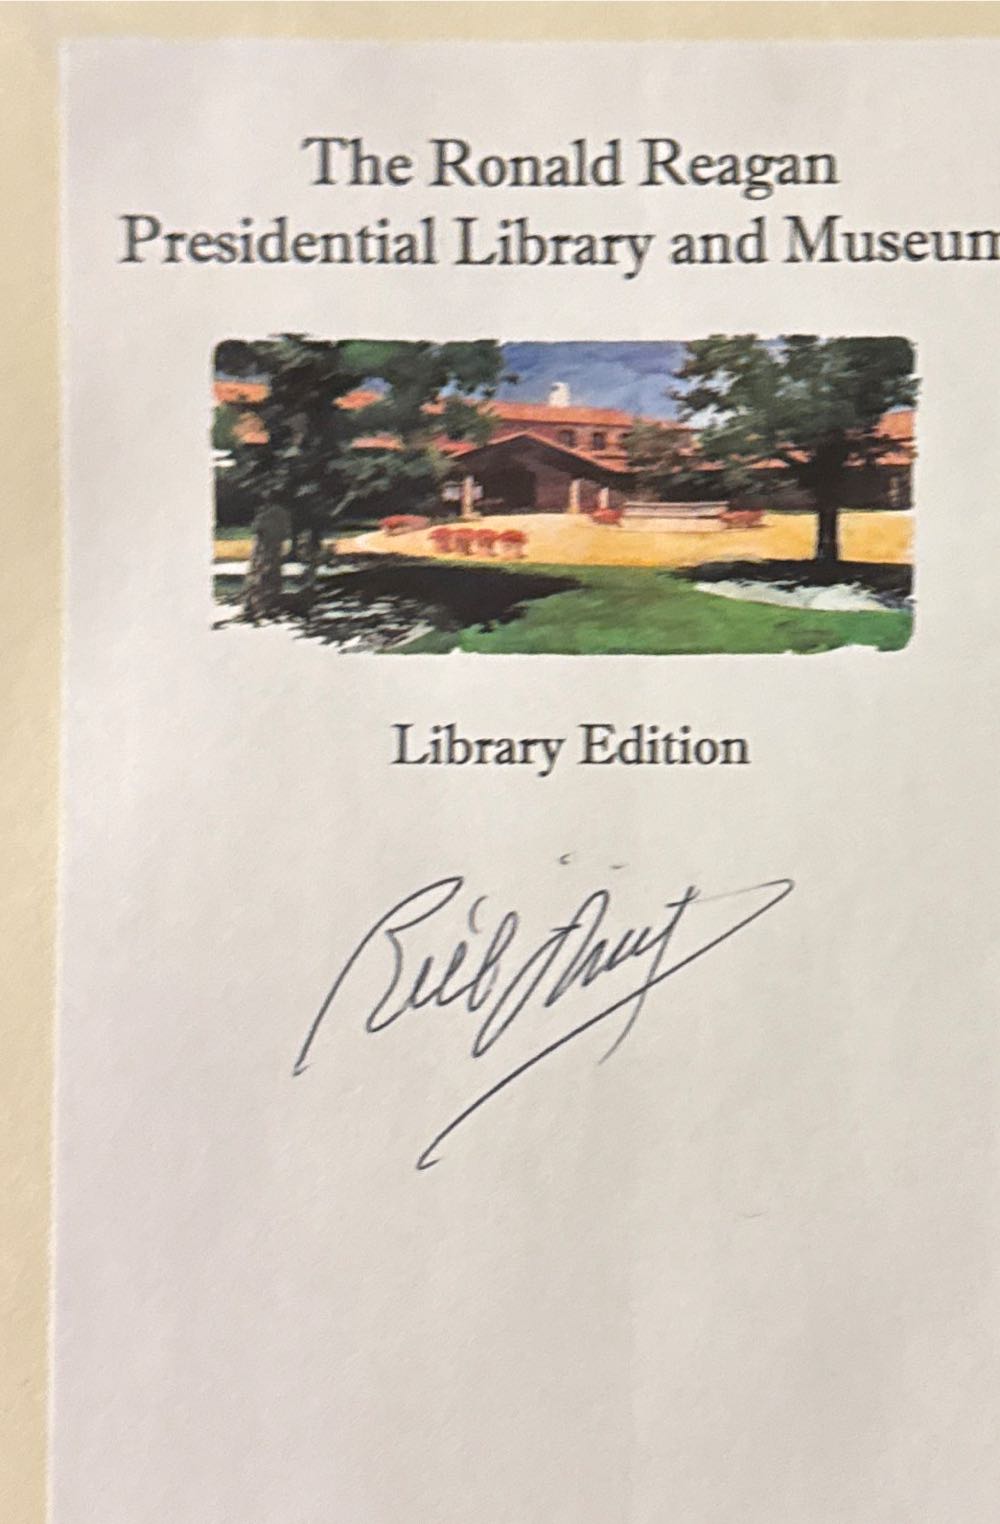 The Ronald Reagan
Presidential Library and Museum
Library Edition